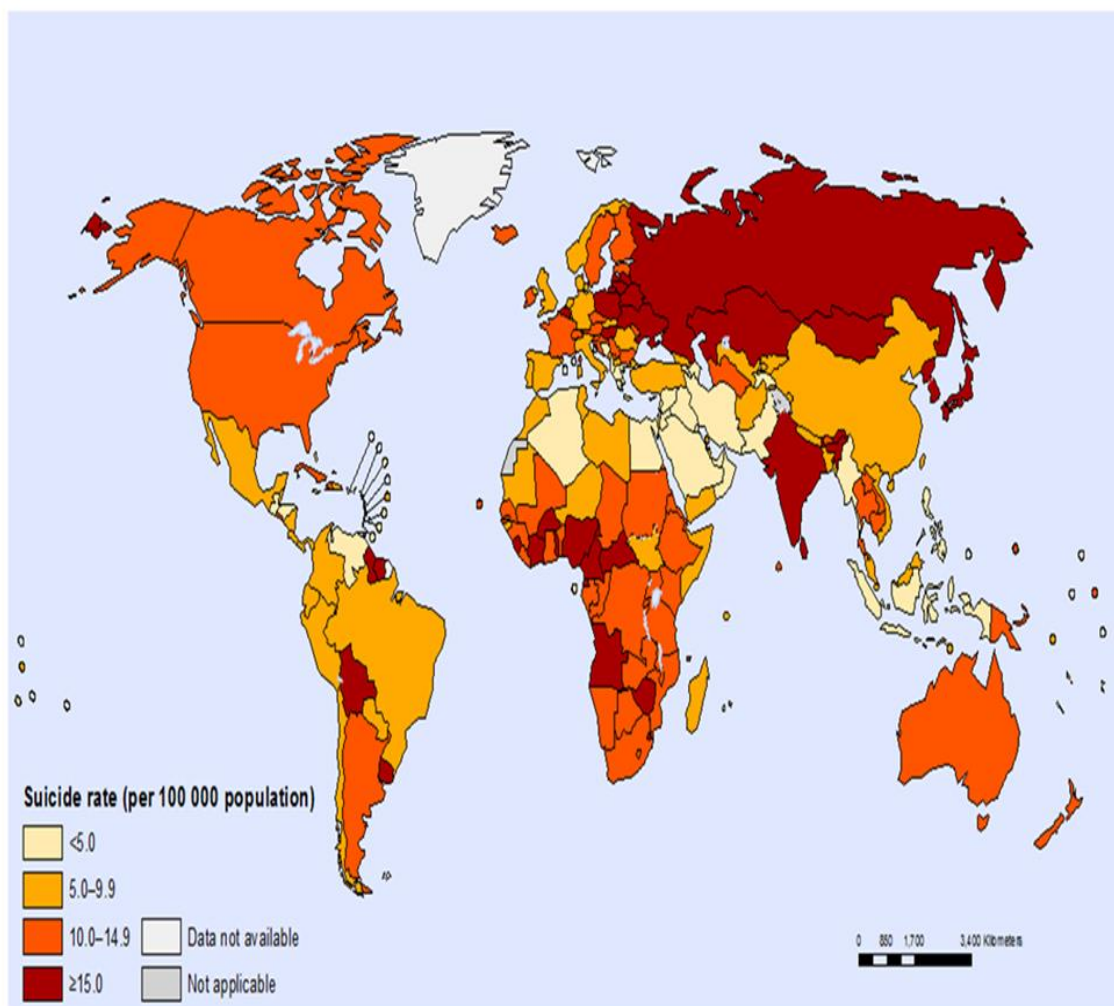 Suicide rate (per 100 000 population)
<5.0
5.0–9.9
10.0–14.9
≥15.0
Data not available
Not applicable
0 850 1,700 3,400 Kilometers